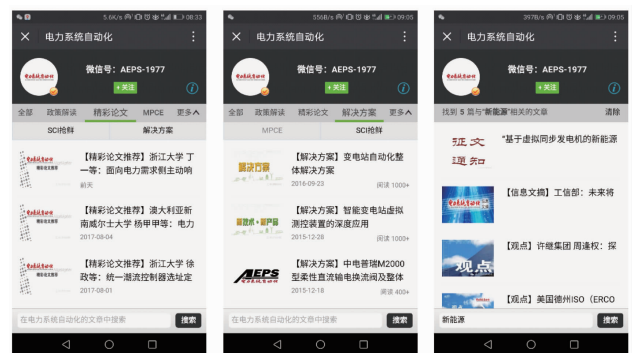 5.6K/s 08:33
电力系统自动化
微信号：AEPS-1977
+关注
全部 政策解读 精彩论文 MPCE 更多
SCI抢鲜 解决方案
【精彩论文推荐】浙江大学 丁
一等：面向电力需求侧主动响
前天
【精彩论文推荐】澳大利亚新
南威尔士大学 杨甲甲等：电力
2017-08-04
【精彩论文推荐】浙江大学 徐
政等：统一潮流控制器选址定
2017-08-01
在电力系统自动化的文章中搜索 搜索
556B/s 09:05
电力系统自动化
微信号：AEPS-1977
+关注
全部 政策解读 精彩论文 解决方案 更多
MPCE SCI抢鲜
解决方案
【解决方案】变电站自动化整
体解决方案
2016-09-23 阅读 1000+
新技术·新产品
【解决方案】智能变电站虚拟
测控装置的深度应用
2015-12-28 阅读 1000+
AEPS
【解决方案】中电普瑞M2000
型柔性直流输电换流阀及整体
2015-12-18 阅读 400+
在电力系统自动化的文章中搜索 搜索
397B/s 09:05
电力系统自动化
微信号：AEPS-1977
+关注
找到 5 篇与“新能源”相关的文章 清除
征文
通知
“基于虚拟同步发电机的新能源
【信息文摘】工信部：未来将
观点
【观点】许继集团 周逢权：探
【观点】美国德州ISO（ERCO
新能源 搜索